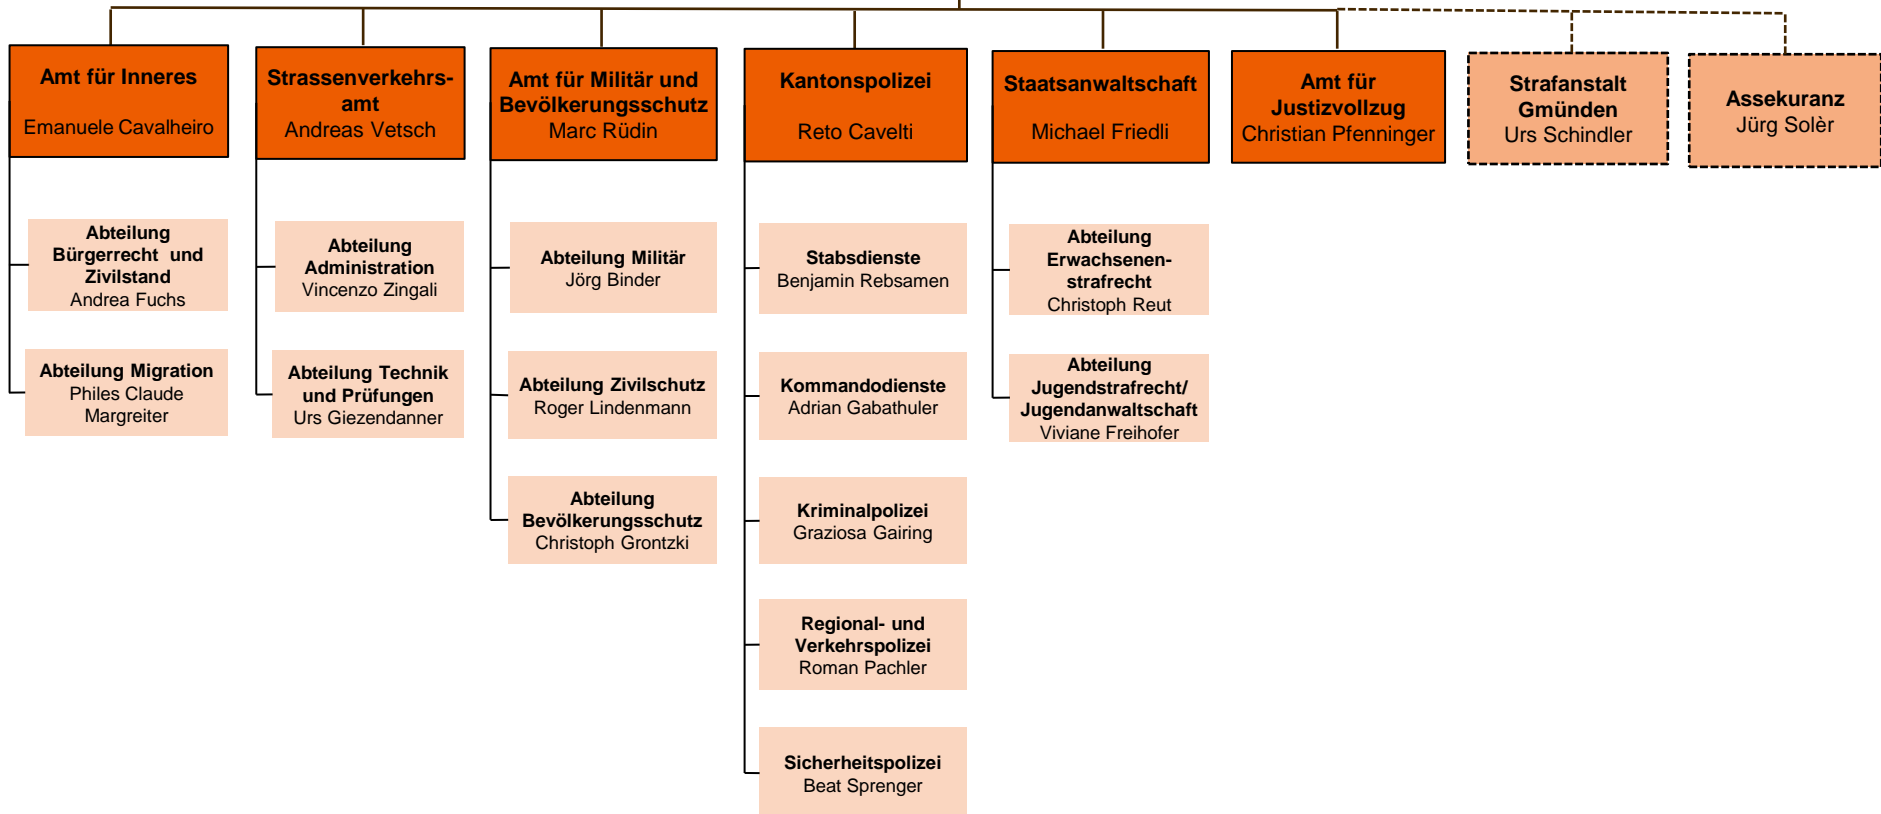 Amt für Inneres
Emanuele Cavalheiro
Strassenverkehrs-
amt
Andreas Vetsch
Amt für Militär und
Bevölkerungsschutz
Marc Rüdin
Kantonspolizei
Reto Cavelti
Staatsanwaltschaft
Michael Friedli
Amt für
Justizvollzug
Christian Pfenninger
Strafanstalt
Gmünden
Urs Schindler
Assekuranz
Jürg Solèr
Abteilung
Bürgerrecht und
Zivilstand
Andrea Fuchs
Abteilung Migration
Philes Claude
Margreiter
Abteilung
Administration
Vincenzo Zingali
Abteilung Technik
und Prüfungen
Urs Giezendanner
Abteilung Militär
Jörg Binder
Abteilung Zivilschutz
Roger Lindenmann
Abteilung
Bevölkerungsschutz
Christoph Grontzki
Stabsdienste
Benjamin Rebsamen
Kommandodienste
Adrian Gabathuler
Kriminalpolizei
Graziosa Gairing
Regional- und
Verkehrspolizei
Roman Pachler
Sicherheitspolizei
Beat Sprenger
Abteilung
Erwachsenen-
strafrecht
Christoph Reut
Abteilung
Jugendstrafrecht/
Jugendanwaltschaft
Viviane Freihofer